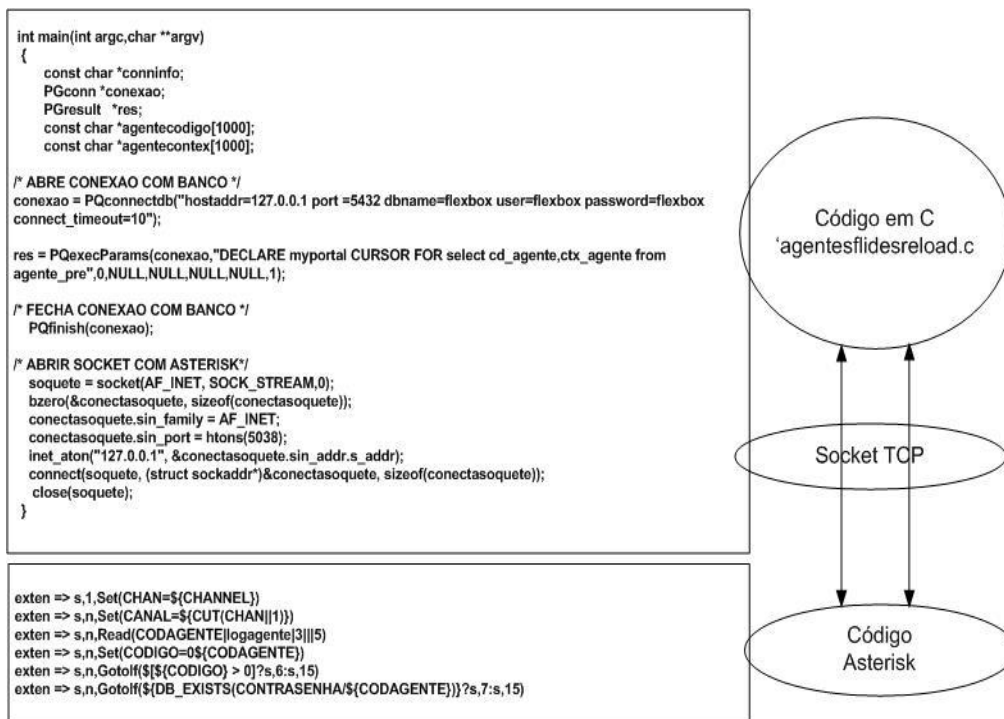 int main(int argc,char **argv)
{
const char *conninfo;
PGconn *conexao;
PGresult *res;
const char *agentecodigo[1000];
const char *agentecontex[1000];
/* ABRE CONEXAO COM BANCO */
conexao = PQconnectdb("hostaddr=127.0.0.1 port =5432 dbname=flexbox user=flexbox password=flexbox
connect_timeout=10");
res = PQexecParams(conexao,"DECLARE myportal CURSOR FOR select cd_agente,ctx_agente from
agente_pre",0,NULL,NULL,NULL,NULL,1);
/* FECHA CONEXAO COM BANCO */
PQfinish(conexao);
/* ABRIR SOCKET COM ASTERISK*/
soquete = socket(AF_INET, SOCK_STREAM,0);
bzero(&conectasoquete, sizeof(conectasoquete));
conectasoquete.sin_family = AF_INET;
conectasoquete.sin_port = htons(5038);
inet_aton("127.0.0.1", &conectasoquete.sin_addr.s_addr);
connect(soquete, (struct sockaddr*)&conectasoquete, sizeof(conectasoquete));
close(soquete);
}
Código em C
‘agentesflidesreload.c
Socket TCP
exten => s,1,Set(CHAN=${CHANNEL})
exten => s,n,Set(CANAL=${CUT(CHAN||1)})
exten => s,n,Read(CODAGENTE|logagente|3|||5)
exten => s,n,Set(CODIGO=0${CODAGENTE})
exten => s,n,GotoIf($[${CODIGO} > 0]?s,6:s,15)
exten => s,n,GotoIf(${DB_EXISTS(CONTRASENHA/${CODAGENTE})}?s,7:s,15)
Código
Asterisk